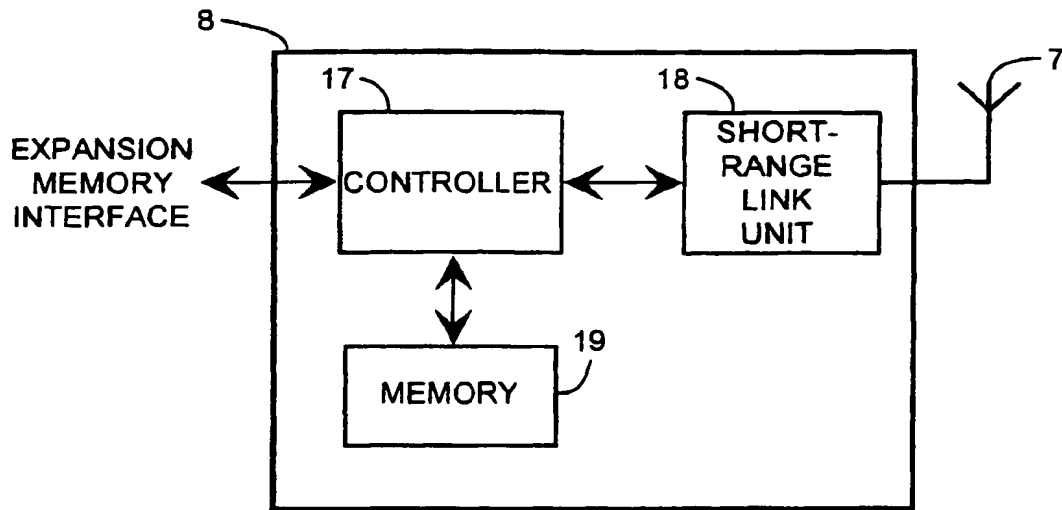 8
17
18
7
EXPANSION
MEMORY
INTERFACE
CONTROLLER
SHORT-
RANGE
LINK
UNIT
19
MEMORY